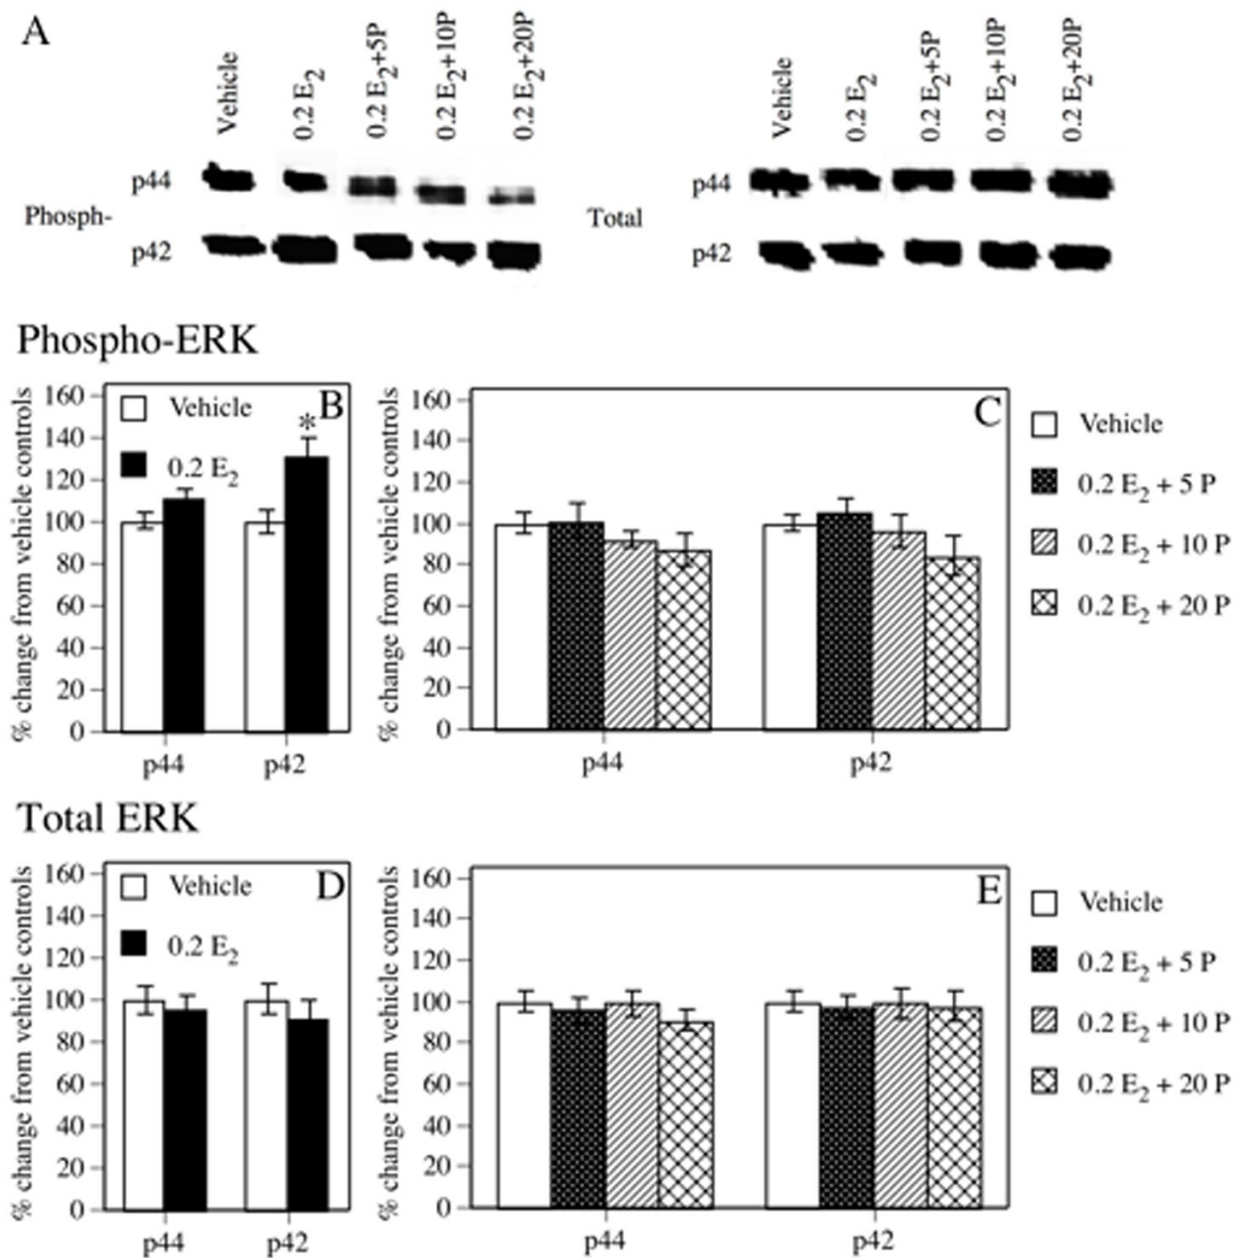 A
Vehicle
0.2 E2
0.2 E2+5P
0.2 E2+10P
0.2 E2+20P
Vehicle
0.2 E2
0.2 E2+5P
0.2 E2+10P
0.2 E2+20P
p44
p44
Phosph-
Total
p42
p42
Phospho-ERK
% change from vehicle controls
160
140
120
100
80
60
40
20
0
Vehicle
0.2 E2
B
*
p44
p42
% change from vehicle controls
160
140
120
100
80
60
40
20
0
C
p44
p42
Vehicle
0.2 E2 + 5 P
0.2 E2 + 10 P
0.2 E2 + 20 P
Total ERK
% change from vehicle controls
160
140
120
100
80
60
40
20
0
Vehicle
0.2 E2
D
p44
p42
% change from vehicle controls
160
140
120
100
80
60
40
20
0
E
p44
p42
Vehicle
0.2 E2 + 5 P
0.2 E2 + 10 P
0.2 E2 + 20 P